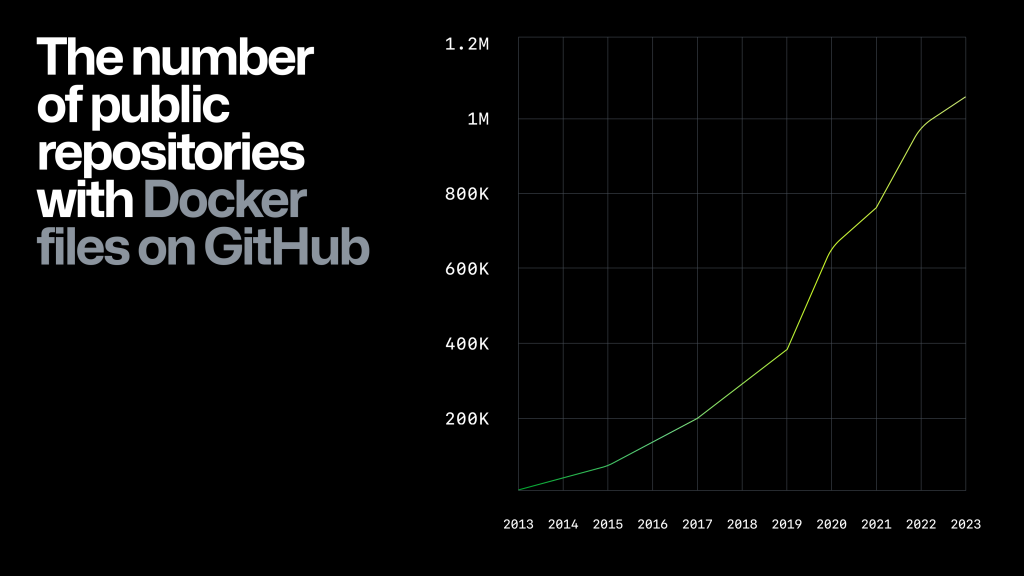 The number
of public
repositories
with Docker
files on GitHub
1.2M
1M
800K
600K
400K
200K
2013 2014 2015 2016 2017 2018 2019 2020 2021 2022 2023